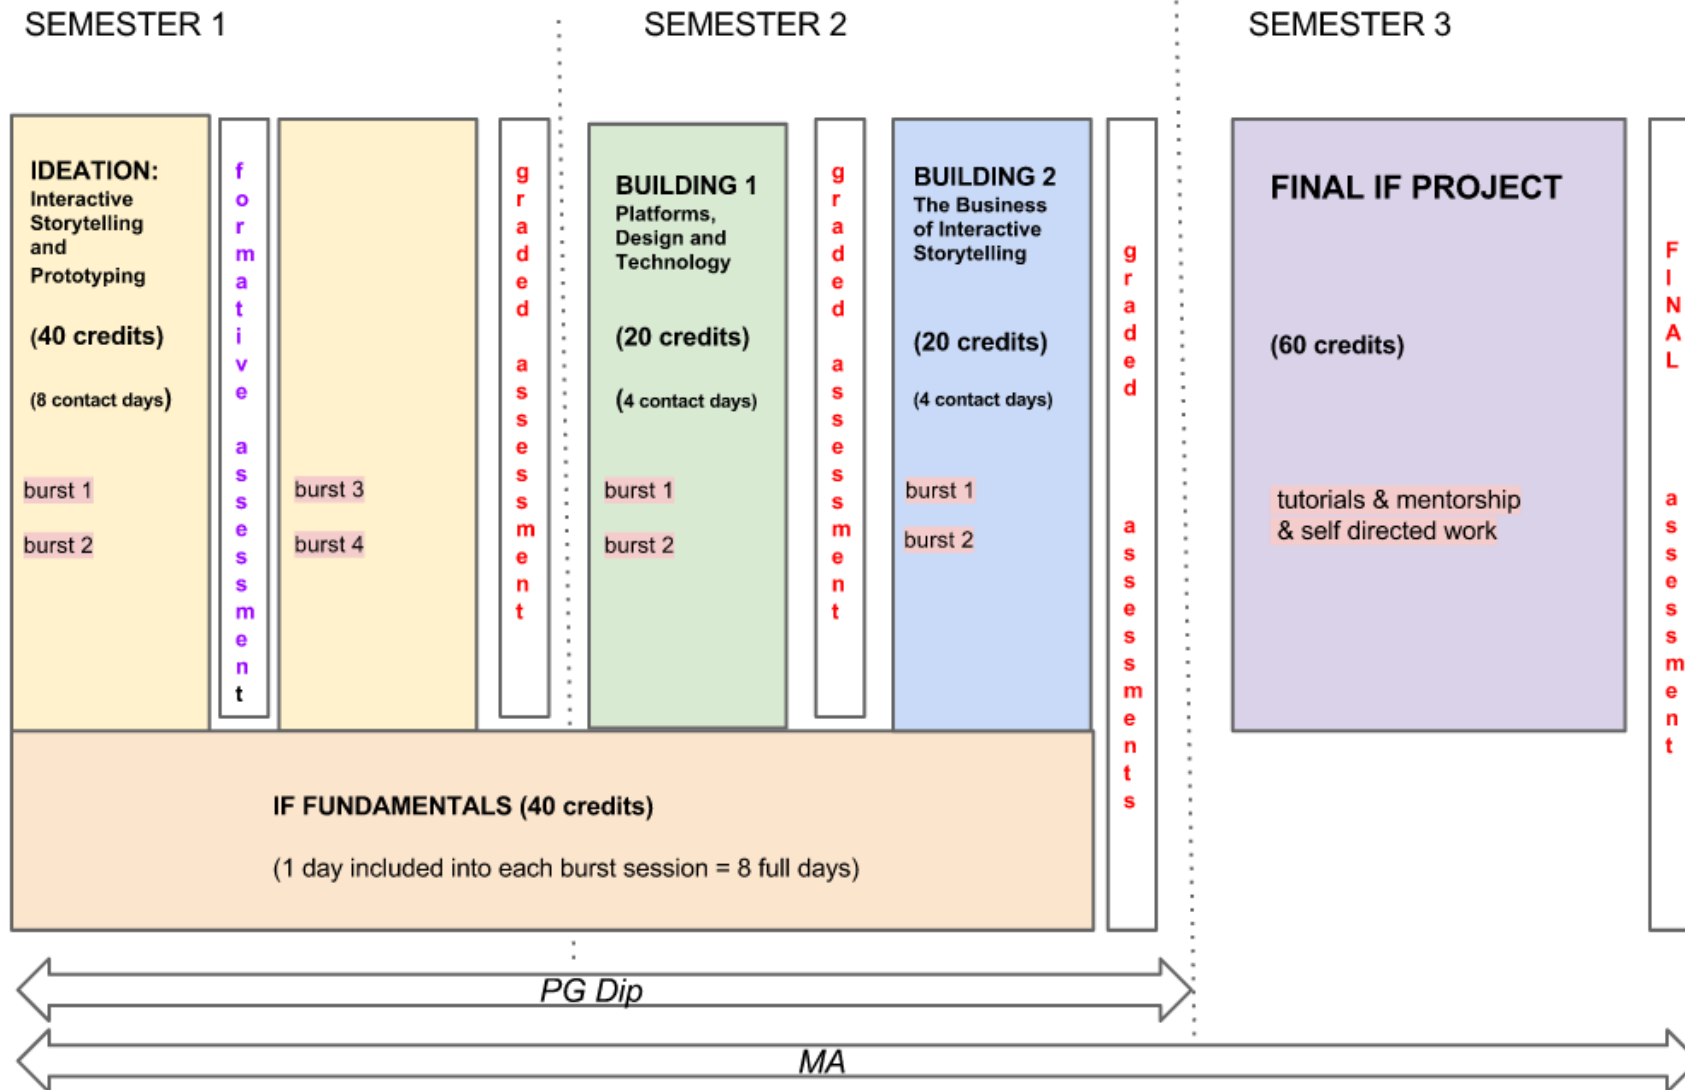 SEMESTER 1
SEMESTER 2
SEMESTER 3
IDEATION:
Interactive
Storytelling
and
Prototyping
(40 credits)
(8 contact days)
burst 1
burst 2
formative assessment
burst 3
burst 4
graded assessment
BUILDING 1
Platforms,
Design and
Technology
(20 credits)
(4 contact days)
burst 1
burst 2
graded assessment
BUILDING 2
The Business
of Interactive
Storytelling
(20 credits)
(4 contact days)
burst 1
burst 2
graded assessments
FINAL IF PROJECT
(60 credits)
tutorials & mentorship
& self directed work
FINAL assessment
IF FUNDAMENTALS (40 credits)
(1 day included into each burst session = 8 full days)
PG Dip
MA